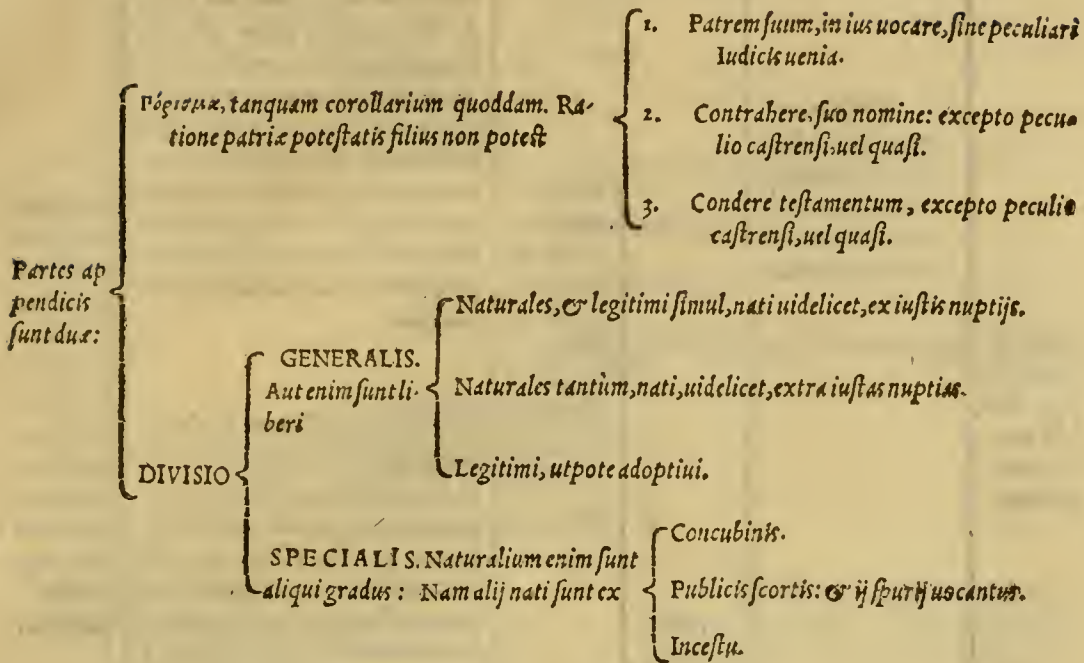 Partes ap
pendicis
sunt duæ:
Πόρισμα, tanquam corollarium quoddam. Ra-
tione patriæ potestatis filius non potest
1. Patrem suum, in ius uocare, sine peculiari
Iudicis uenia.
2. Contrahere, suo nomine: excepto pecu-
lio castrensi, uel quasi.
3. Condere testamentum, excepto peculio
castrensi, uel quasi.
DIVISIO
GENERALIS.
Aut enim sunt li-
beri
Naturales, & legitimi simul, nati uidelicet, ex iustis nuptijs.
Naturales tantùm, nati, uidelicet, extra iustas nuptias.
Legitimi, utpote adoptiui.
SPECIALIS. Naturalium enim sunt
aliqui gradus: Nam alij nati sunt ex
Concubinis.
Publicis scortis: & ij spurij uocantur.
Incestu.